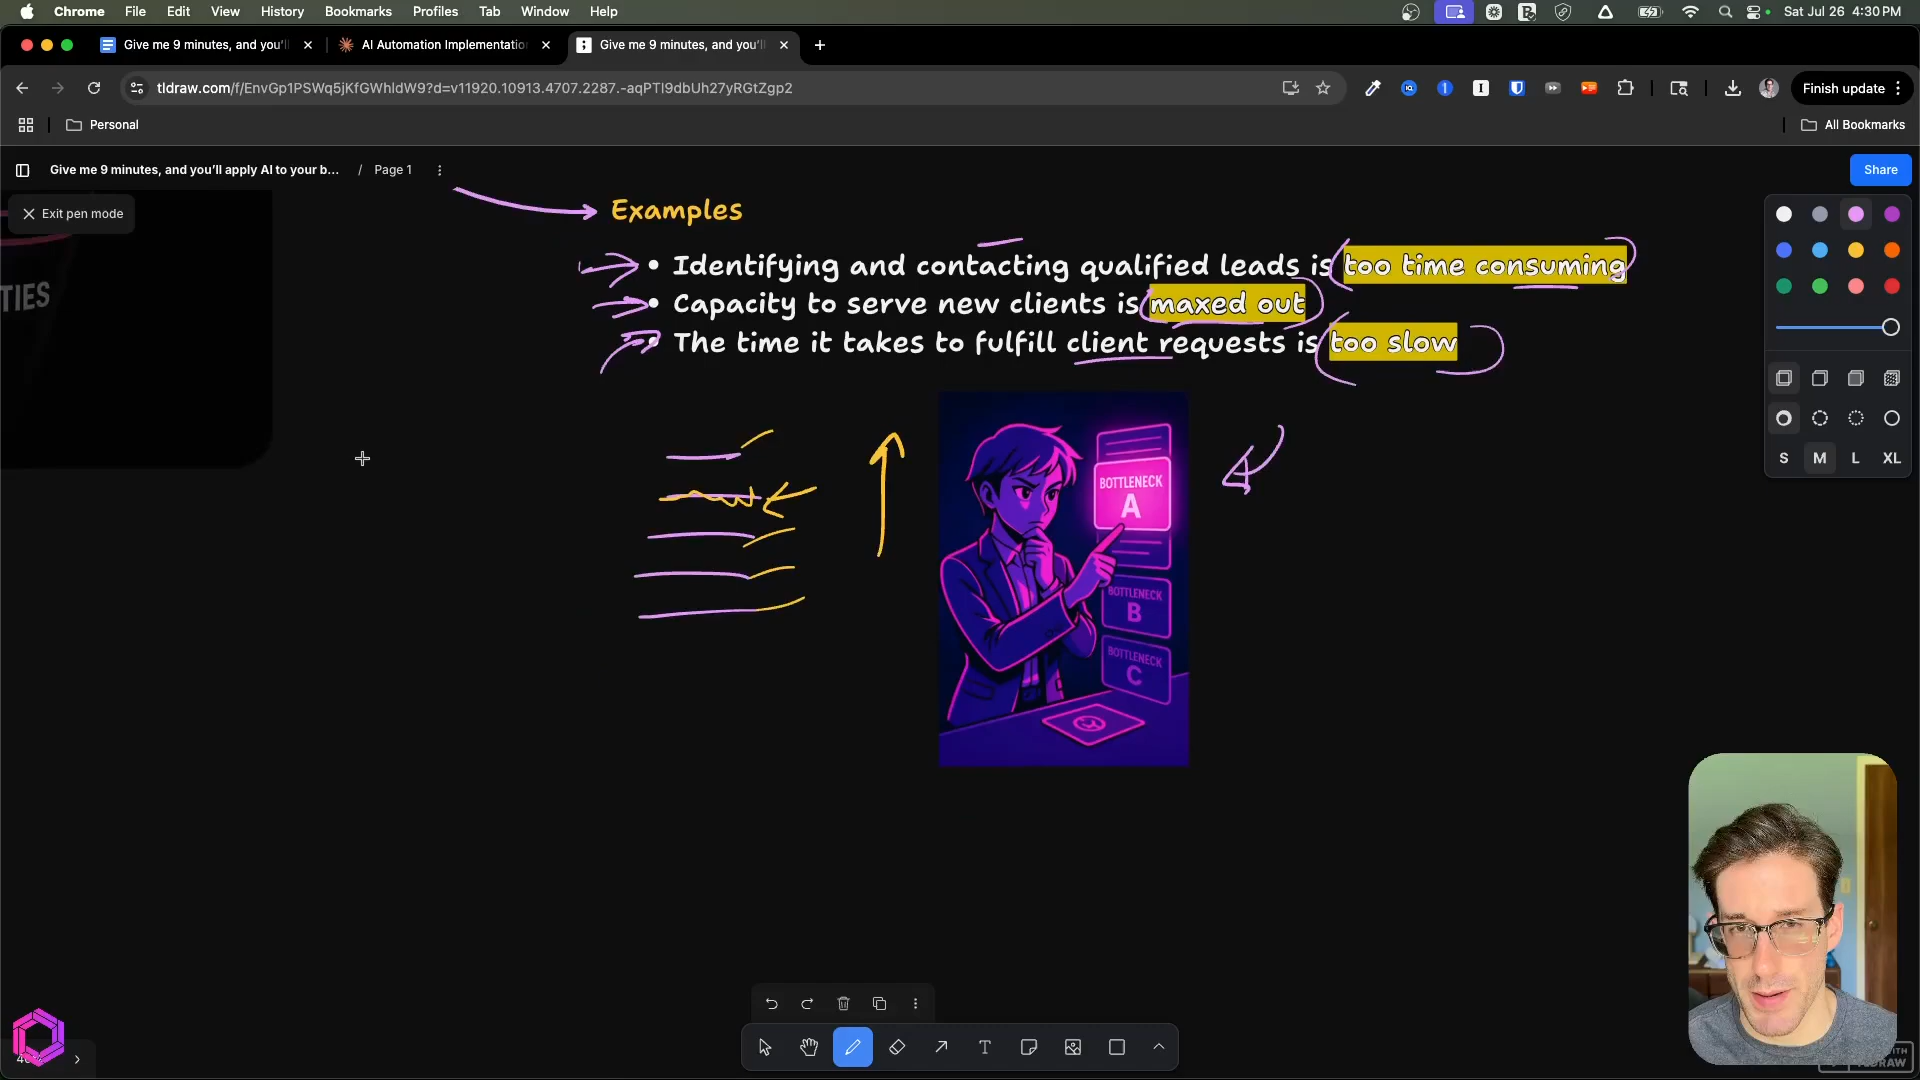 Chrome File Edit View History Bookmarks Profiles Tab Window Help Sat Jul 26 4:30 PM
Give me 9 minutes, and you'll AI Automation Implementatio Give me 9 minutes, and you'll
tldraw.com/f/EnvGp1PSWq5jKfGWhldW9?d=v11920.10913.4707.2287.-aqPTl9dbUh27yRGtZgp2 Finish update
Personal All Bookmarks
Give me 9 minutes, and you'll apply AI to your b... / Page 1 Share
Exit pen mode
TIES
Examples
• Identifying and contacting qualified leads is too time consuming
• Capacity to serve new clients is maxed out
• The time it takes to fulfill client requests is too slow
BOTTLENECK
A
BOTTLENECK
B
BOTTLENECK
C
S M L XL